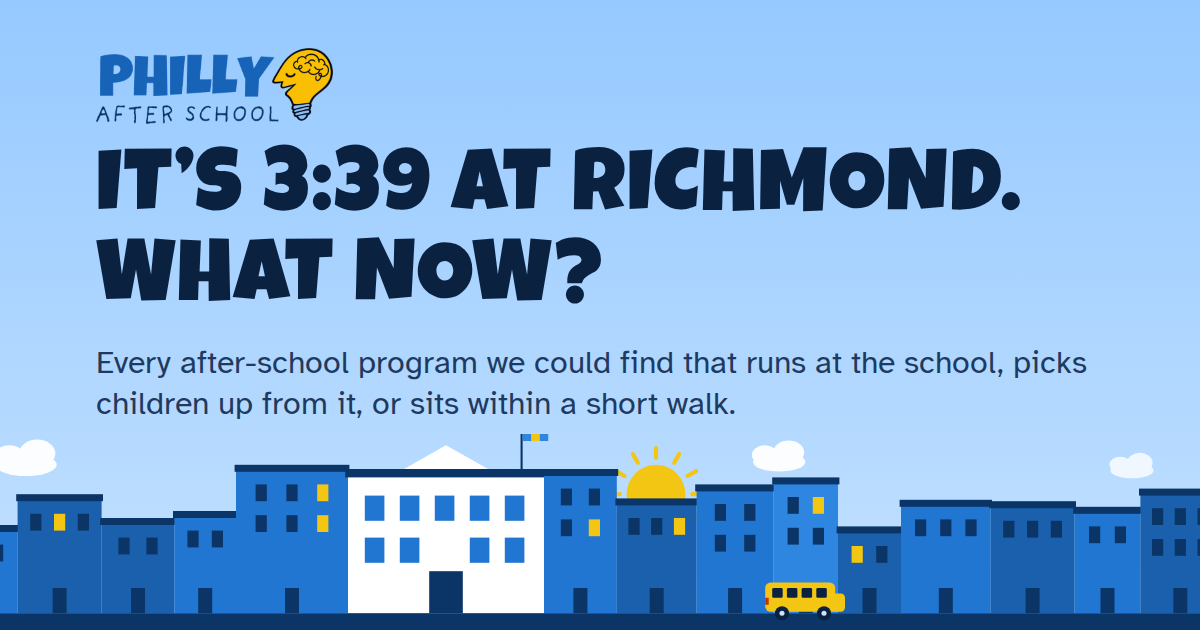 PHILLY
AFTER SCHOOL
IT’S 3:39 AT RICHMOND.
WHAT NOW?
Every after-school program we could find that runs at the school, picks
children up from it, or sits within a short walk.